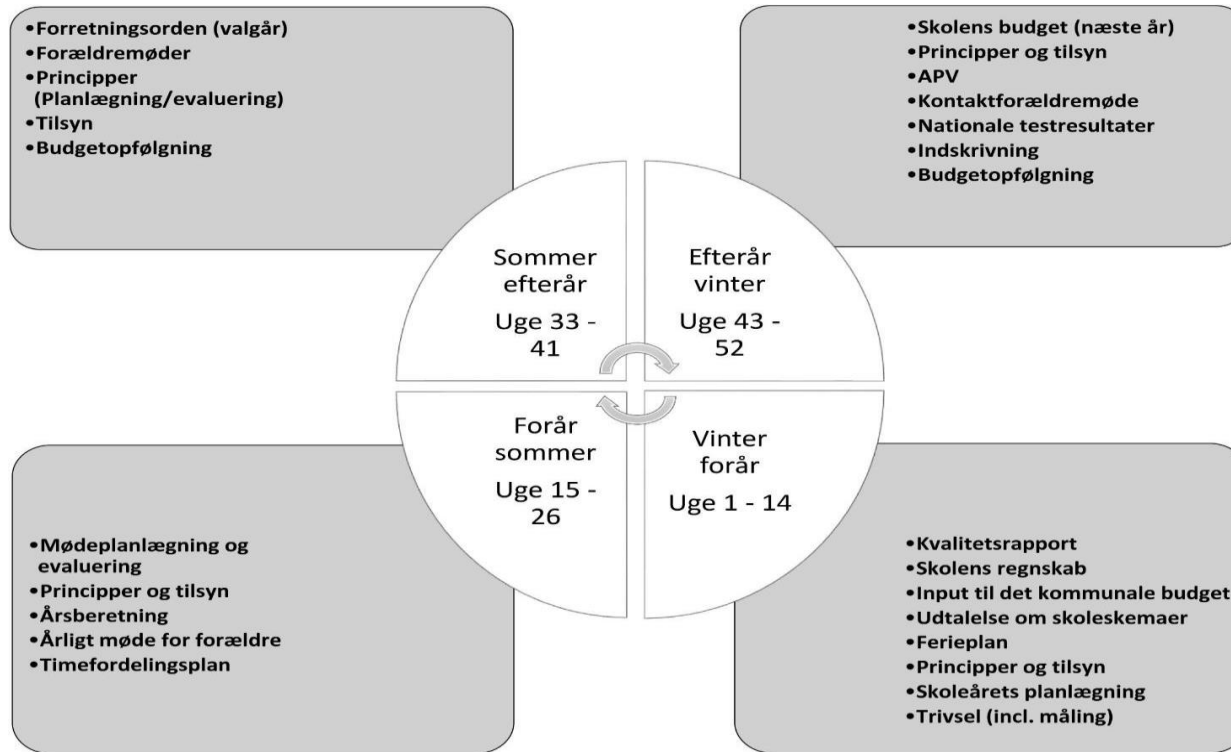 •Forretningsorden (valgår)
•Forældremøder
•Principper
(Planlægning/evaluering)
•Tilsyn
•Budgetopfølgning
•Skolens budget (næste år)
•Principper og tilsyn
•APV
•Kontaktforældremøde
•Nationale testresultater
•Indskrivning
•Budgetopfølgning
Sommer
efterår
Uge 33 -
41
Efterår
vinter
Uge 43 -
52
Forår
sommer
Uge 15 -
26
Vinter
forår
Uge 1 - 14
•Mødeplanlægning og
evaluering
•Principper og tilsyn
•Årsberetning
•Årligt møde for forældre
•Timefordelingsplan
•Kvalitetsrapport
•Skolens regnskab
•Input til det kommunale budget
•Udtalelse om skoleskemaer
•Ferieplan
•Principper og tilsyn
•Skoleårets planlægning
•Trivsel (incl. måling)